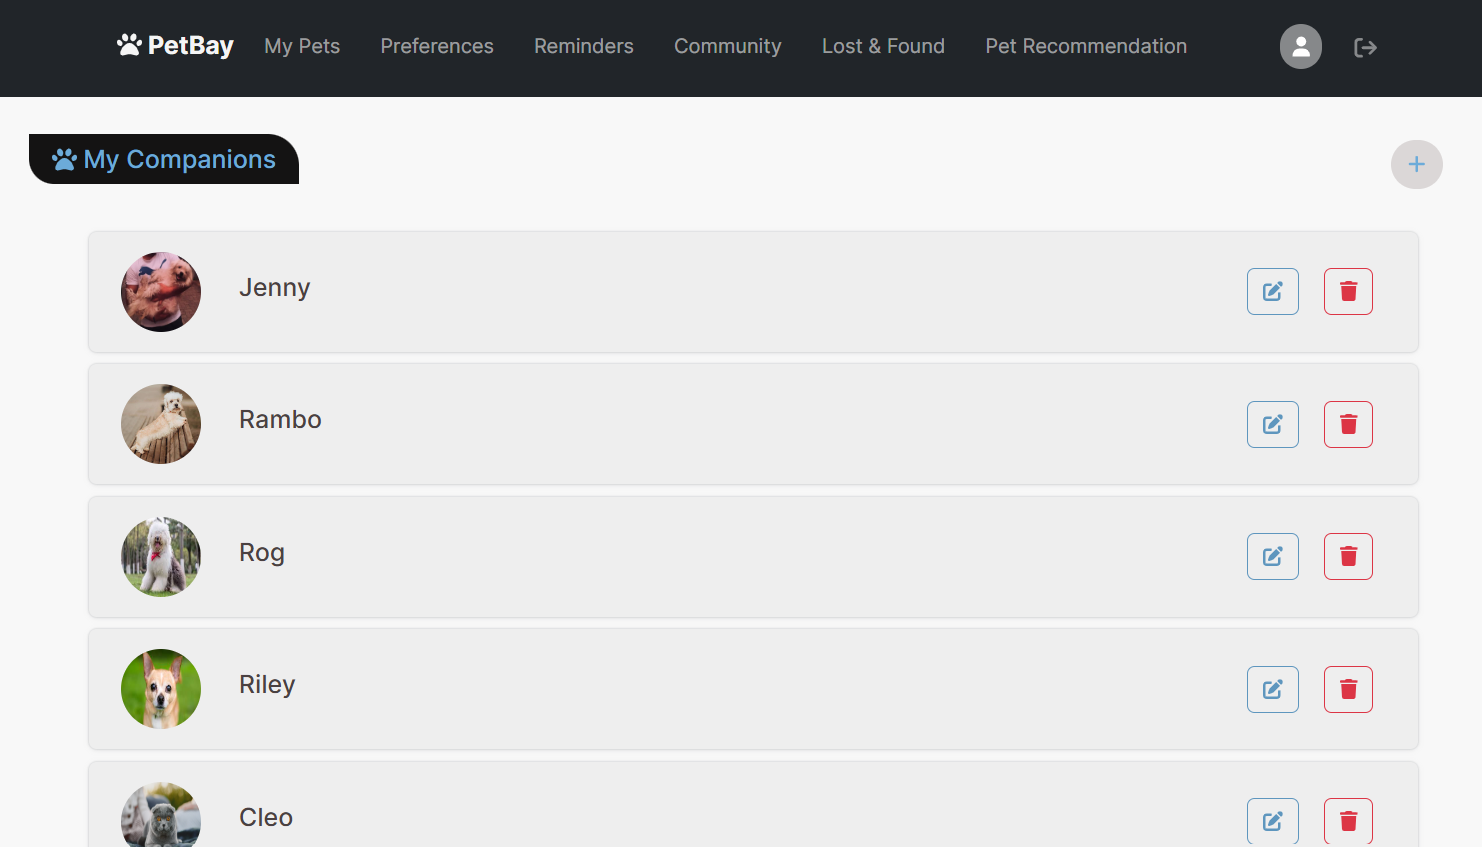 PetBay My Pets Preferences Reminders Community Lost & Found Pet Recommendation
My Companions
Jenny
Rambo
Rog
Riley
Cleo